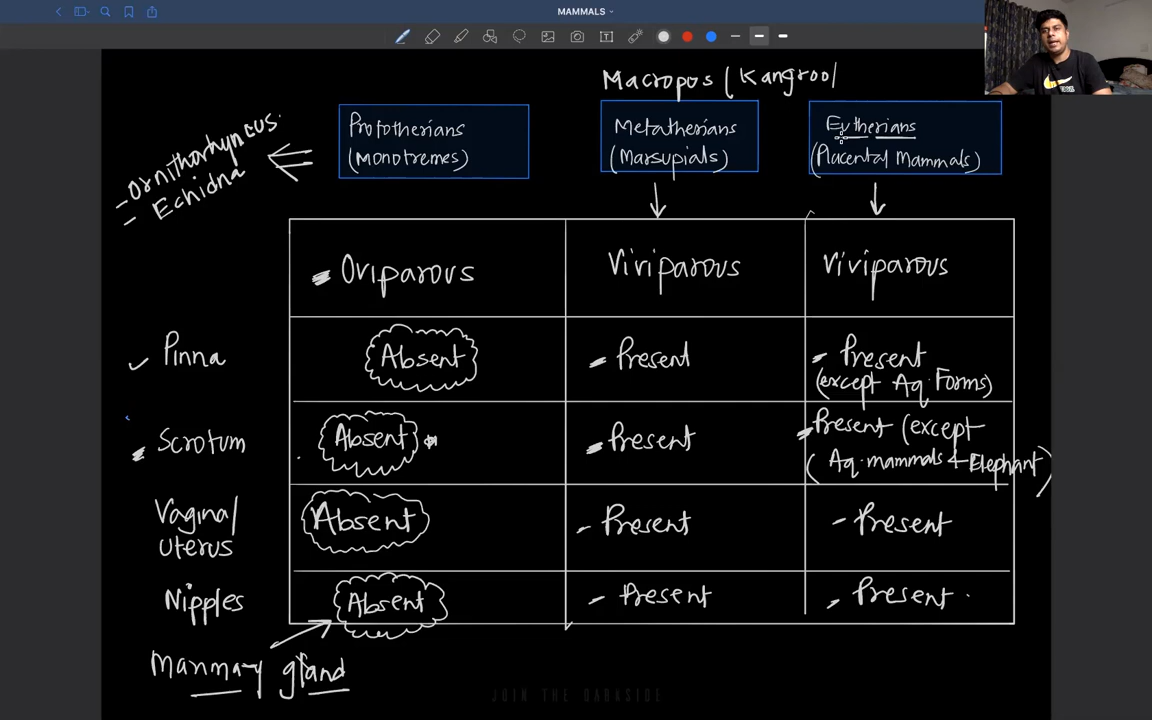 MAMMALS
Macropus (Kangrool
Prototherians
(Monotremes)
Metatherians
(Marsupials)
Eutherians
(Placental Mammals)
-Ornithorhyncus.
- Echidna
Oviparous
Viviparous
Viviparous
Pinna
Absent
Present
Present
(except Aq. Forms)
Scrotum
Absent
Present
Present (except
(Aq. mammals & Elephant)
Vagina/
uterus
Absent
- Present
- Present
Nipples
Absent
- Present
- Present
Mammary gland
JOIN THE DARKSIDE